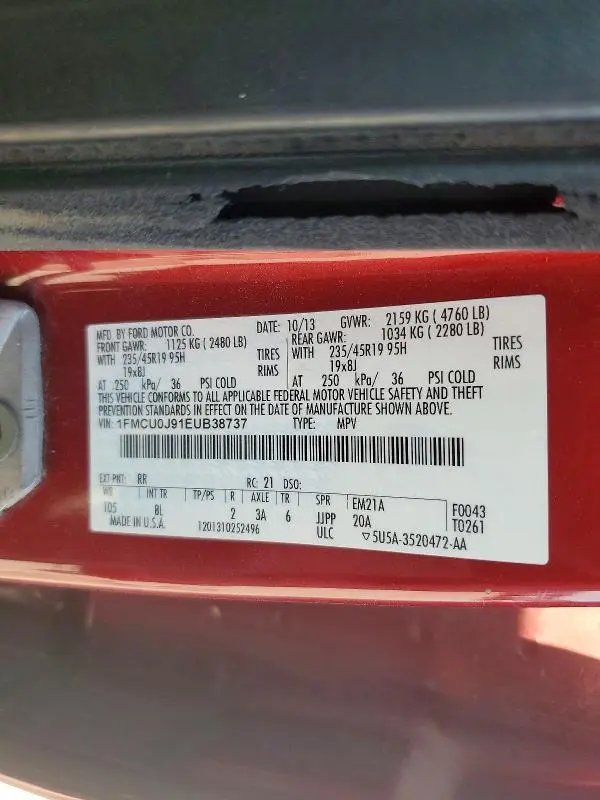 MFD. BY FORD MOTOR CO. DATE: 10/13 GVWR: 2159 KG ( 4760 LB)
FRONT GAWR: 1125 KG ( 2480 LB) REAR GAWR: 1034 KG ( 2280 LB)
WITH 235/45R19 95H TIRES WITH 235/45R19 95H TIRES
19x8J RIMS 19x8J RIMS
AT 250 kPa/ 36 PSI COLD AT 250 kPa/ 36 PSI COLD
THIS VEHICLE CONFORMS TO ALL APPLICABLE FEDERAL MOTOR VEHICLE SAFETY AND THEFT
PREVENTION STANDARDS IN EFFECT ON THE DATE OF MANUFACTURE SHOWN ABOVE.
VIN: 1FMCU0J91EUB38737 TYPE: MPV
EXT PNT: RR RC: 21 DSO:
WB INT TR TP/PS R AXLE TR SPR EM21A F0043
105 BL 2 3A 6 JJPP 20A T0261
MADE IN U.S.A. 1201310252496 ULC ▽5U5A-3520472-AA